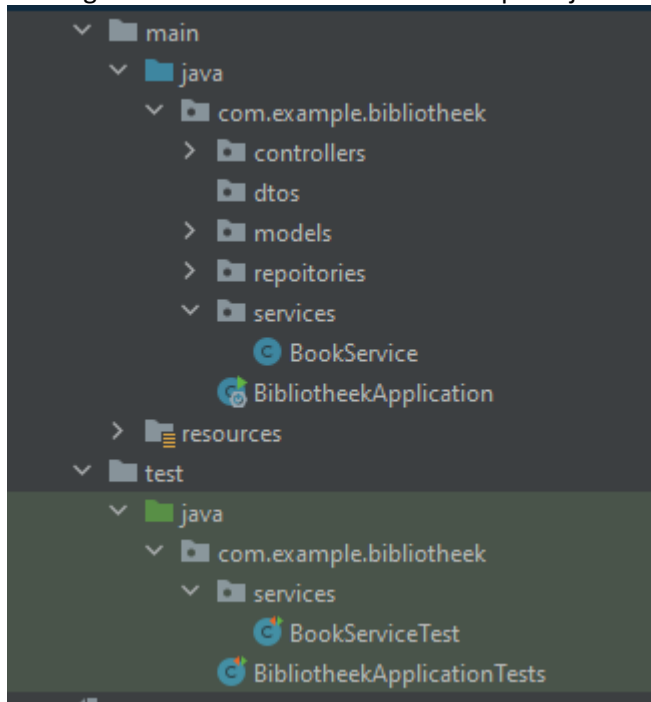 main
java
com.example.bibliotheek
controllers
dtos
models
repoitories
services
BookService
BibliotheekApplication
resources
test
java
com.example.bibliotheek
services
BookServiceTest
BibliotheekApplicationTests